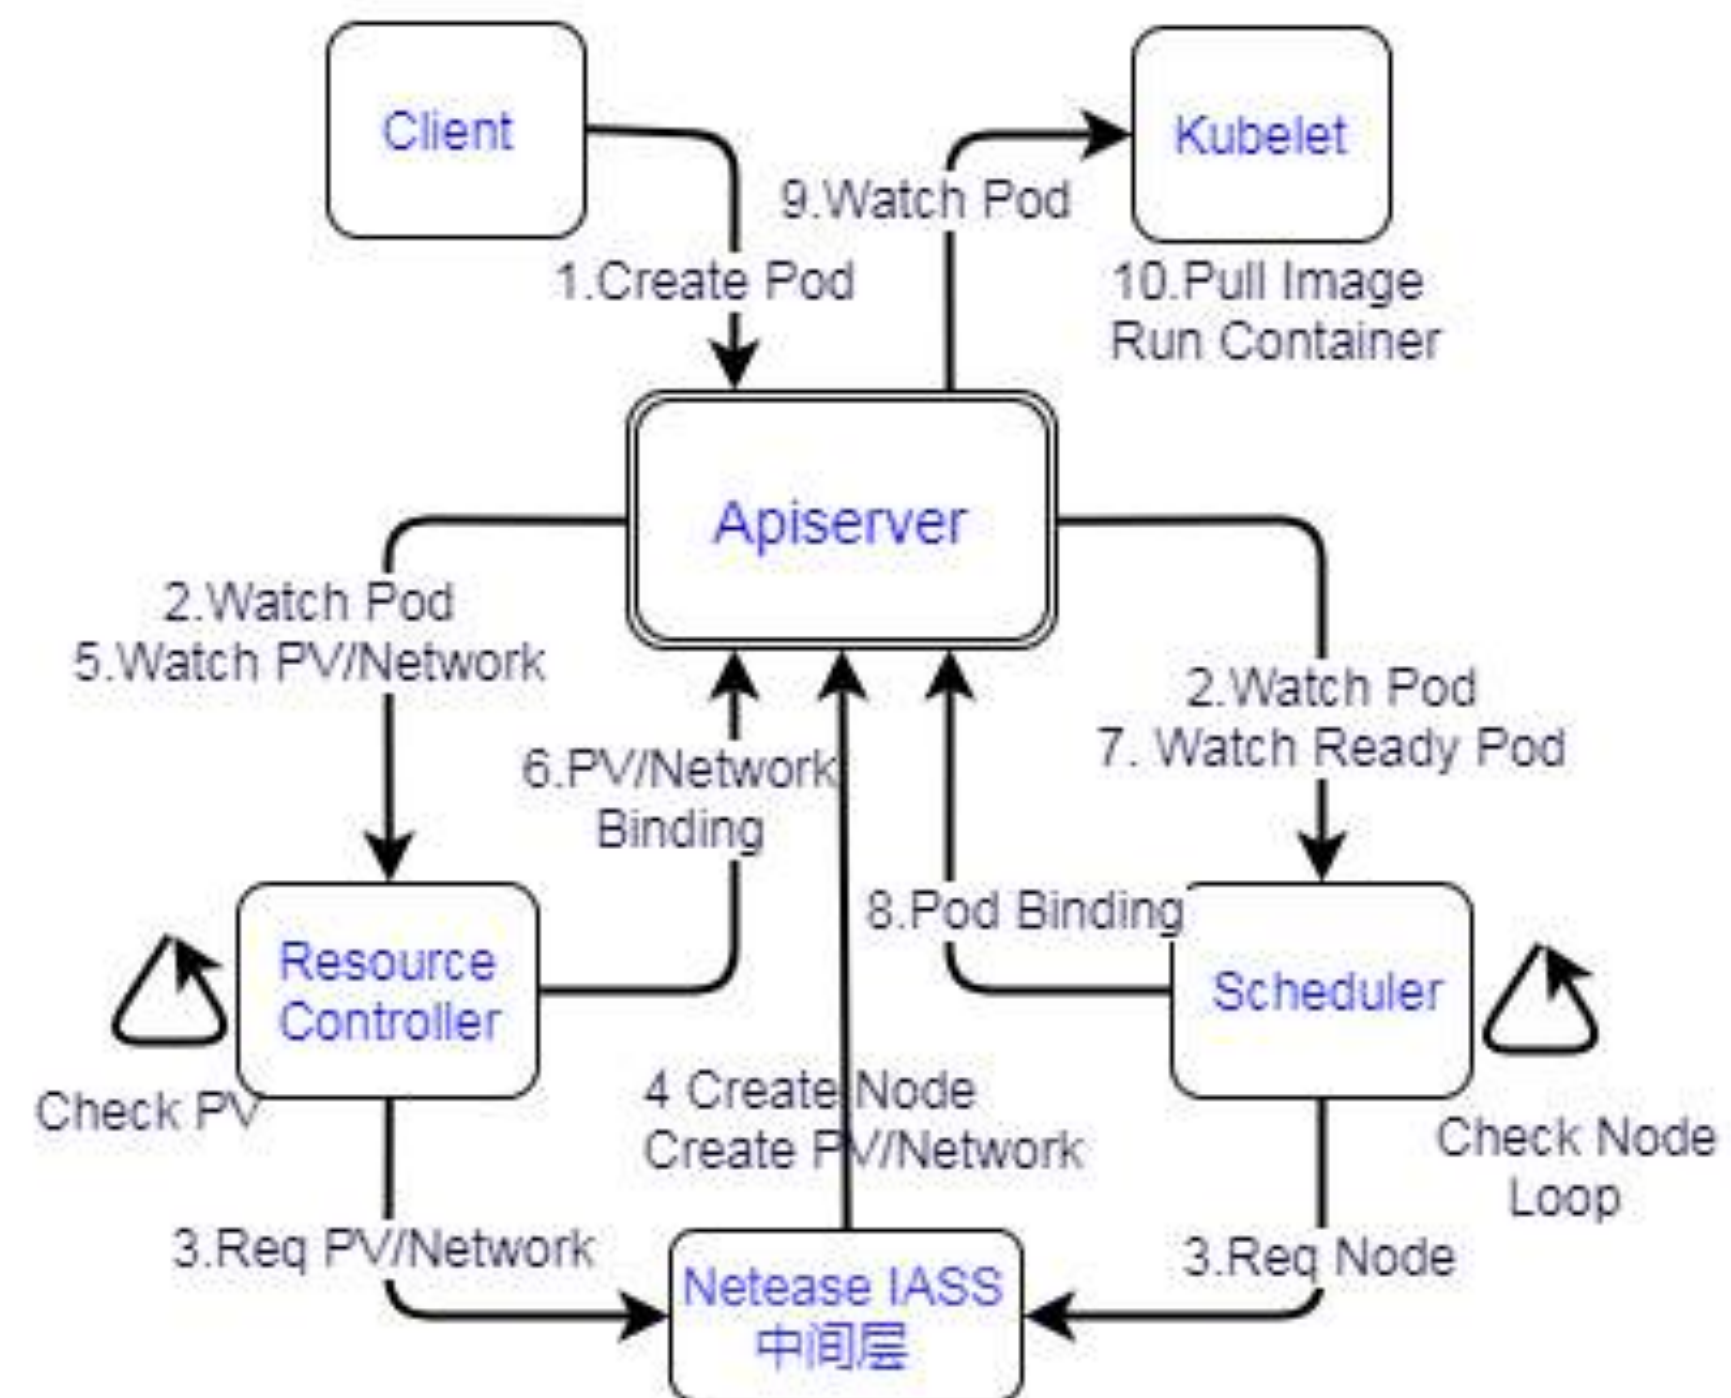 Client
Kubelet
9.Watch Pod
1.Create Pod
10.Pull Image
Run Container
Apiserver
2.Watch Pod
5.Watch PV/Network
2.Watch Pod
7. Watch Ready Pod
6.PV/Network
Binding
8.Pod Binding
Resource
Controller
Scheduler
Check PV
4 Create Node
Create PV/Network
Check Node
Loop
3.Req PV/Network
3.Req Node
Netease IASS
中间层